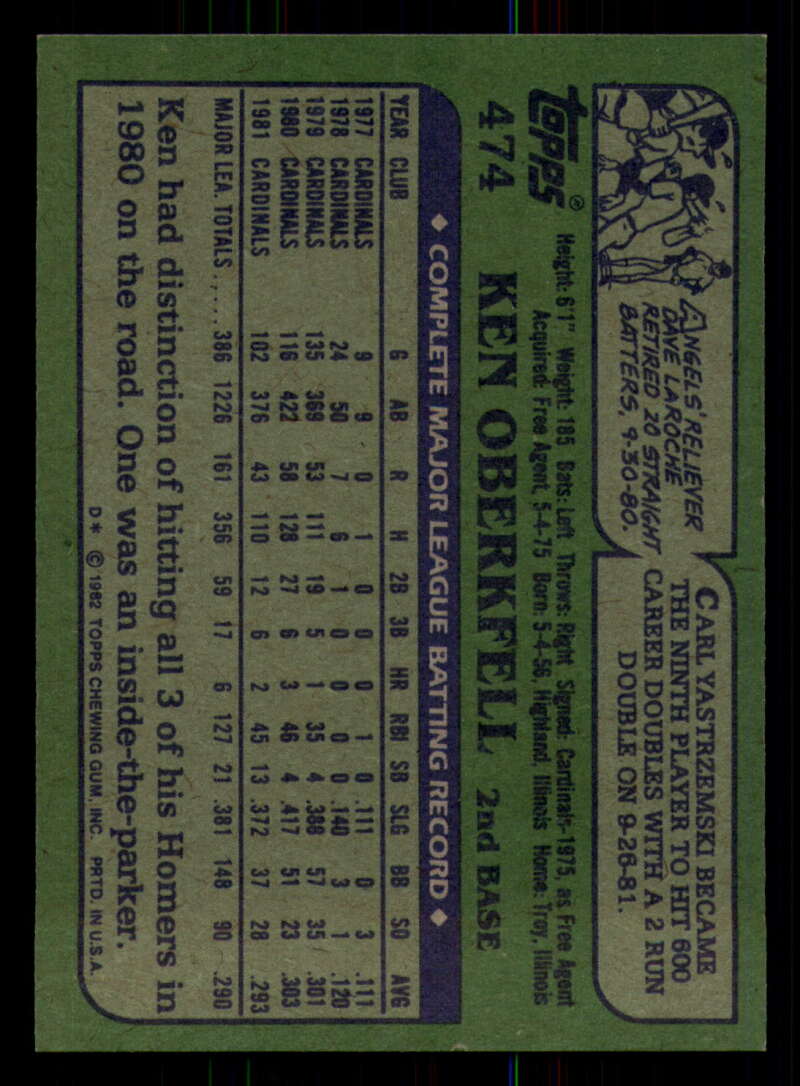 ANGELS' RELIEVER
DAVE LAROCHE
RETIRED 20 STRAIGHT
BATTERS, 9-30-80.
CARL YASTRZEMSKI BECAME
THE NINTH PLAYER TO HIT 600
CAREER DOUBLES WITH A 2 RUN
DOUBLE ON 9-26-81.
TOPPS®
Height: 6'1" Weight: 185 Bats: Left Throws: Right Signed: Cardinals-1975, as Free Agent
Acquired: Free Agent, 5-4-75 Born: 5-4-56, Highland, Illinois Home: Troy, Illinois
474 KEN OBERKFELL 2nd BASE
◆ COMPLETE MAJOR LEAGUE BATTING RECORD ◆
YEAR CLUB G AB R H 2B 3B HR RBI SB SLG BB SO AVG
1977 CARDINALS 9 9 0 1 0 0 0 1 0 .111 0 3 .111
1978 CARDINALS 24 50 7 6 1 0 0 0 0 .140 3 1 .120
1979 CARDINALS 135 369 53 111 19 5 1 35 4 .388 57 35 .301
1980 CARDINALS 116 422 58 128 27 6 3 46 4 .417 51 23 .303
1981 CARDINALS 102 376 43 110 12 6 2 45 13 .372 37 28 .293
MAJOR LEA. TOTALS .... 386 1226 161 356 59 17 6 127 21 .381 148 90 .290
Ken had distinction of hitting all 3 of his Homers in
1980 on the road. One was an inside-the-parker.
D* © 1982 TOPPS CHEWING GUM, INC. PRTD. IN U.S.A.